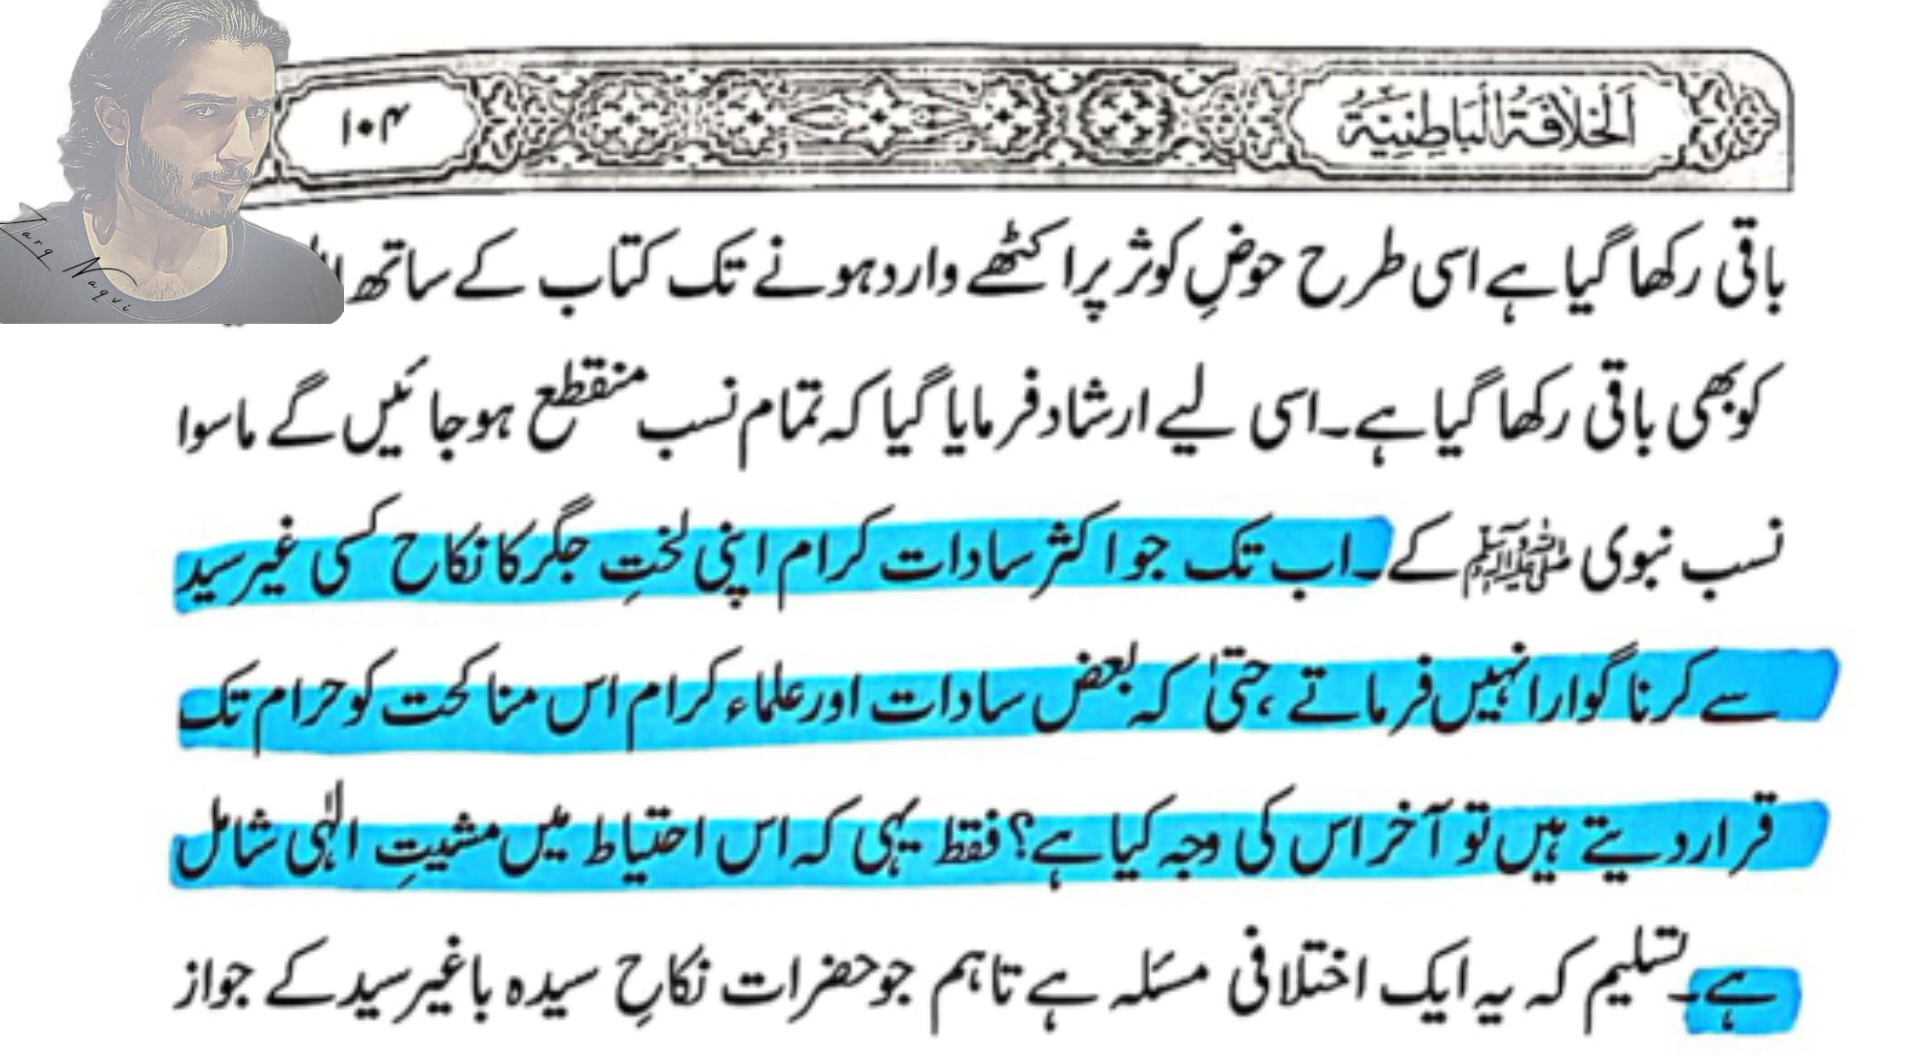 اَلْخِلَافَةُ الْبَاطِنِيَّةُ
۱۰۴
باقی رکھا گیا ہے اسی طرح حوضِ کوثر پر اکٹھے وارد ہونے تک کتاب کے ساتھ
کو بھی باقی رکھا گیا ہے۔ اسی لیے ارشاد فرمایا گیا کہ تمام نسب منقطع ہو جائیں گے ماسوا
نسب نبوی ﷺ کے۔ اب تک جو اکثر سادات کرام اپنی لختِ جگر کا نکاح کسی غیر سید
سے کرنا گوارا نہیں فرماتے، حتیٰ کہ بعض سادات اور علماء کرام اس مناکحت کو حرام تک
قرار دیتے ہیں تو آخر اس کی وجہ کیا ہے؟ فقط یہی کہ اس احتیاط میں مشیتِ الٰہی شامل
ہے۔ تسلیم کہ یہ ایک اختلافی مسئلہ ہے تاہم جو حضرات نکاحِ سیدہ با غیر سید کے جواز
Zarq Naqvi